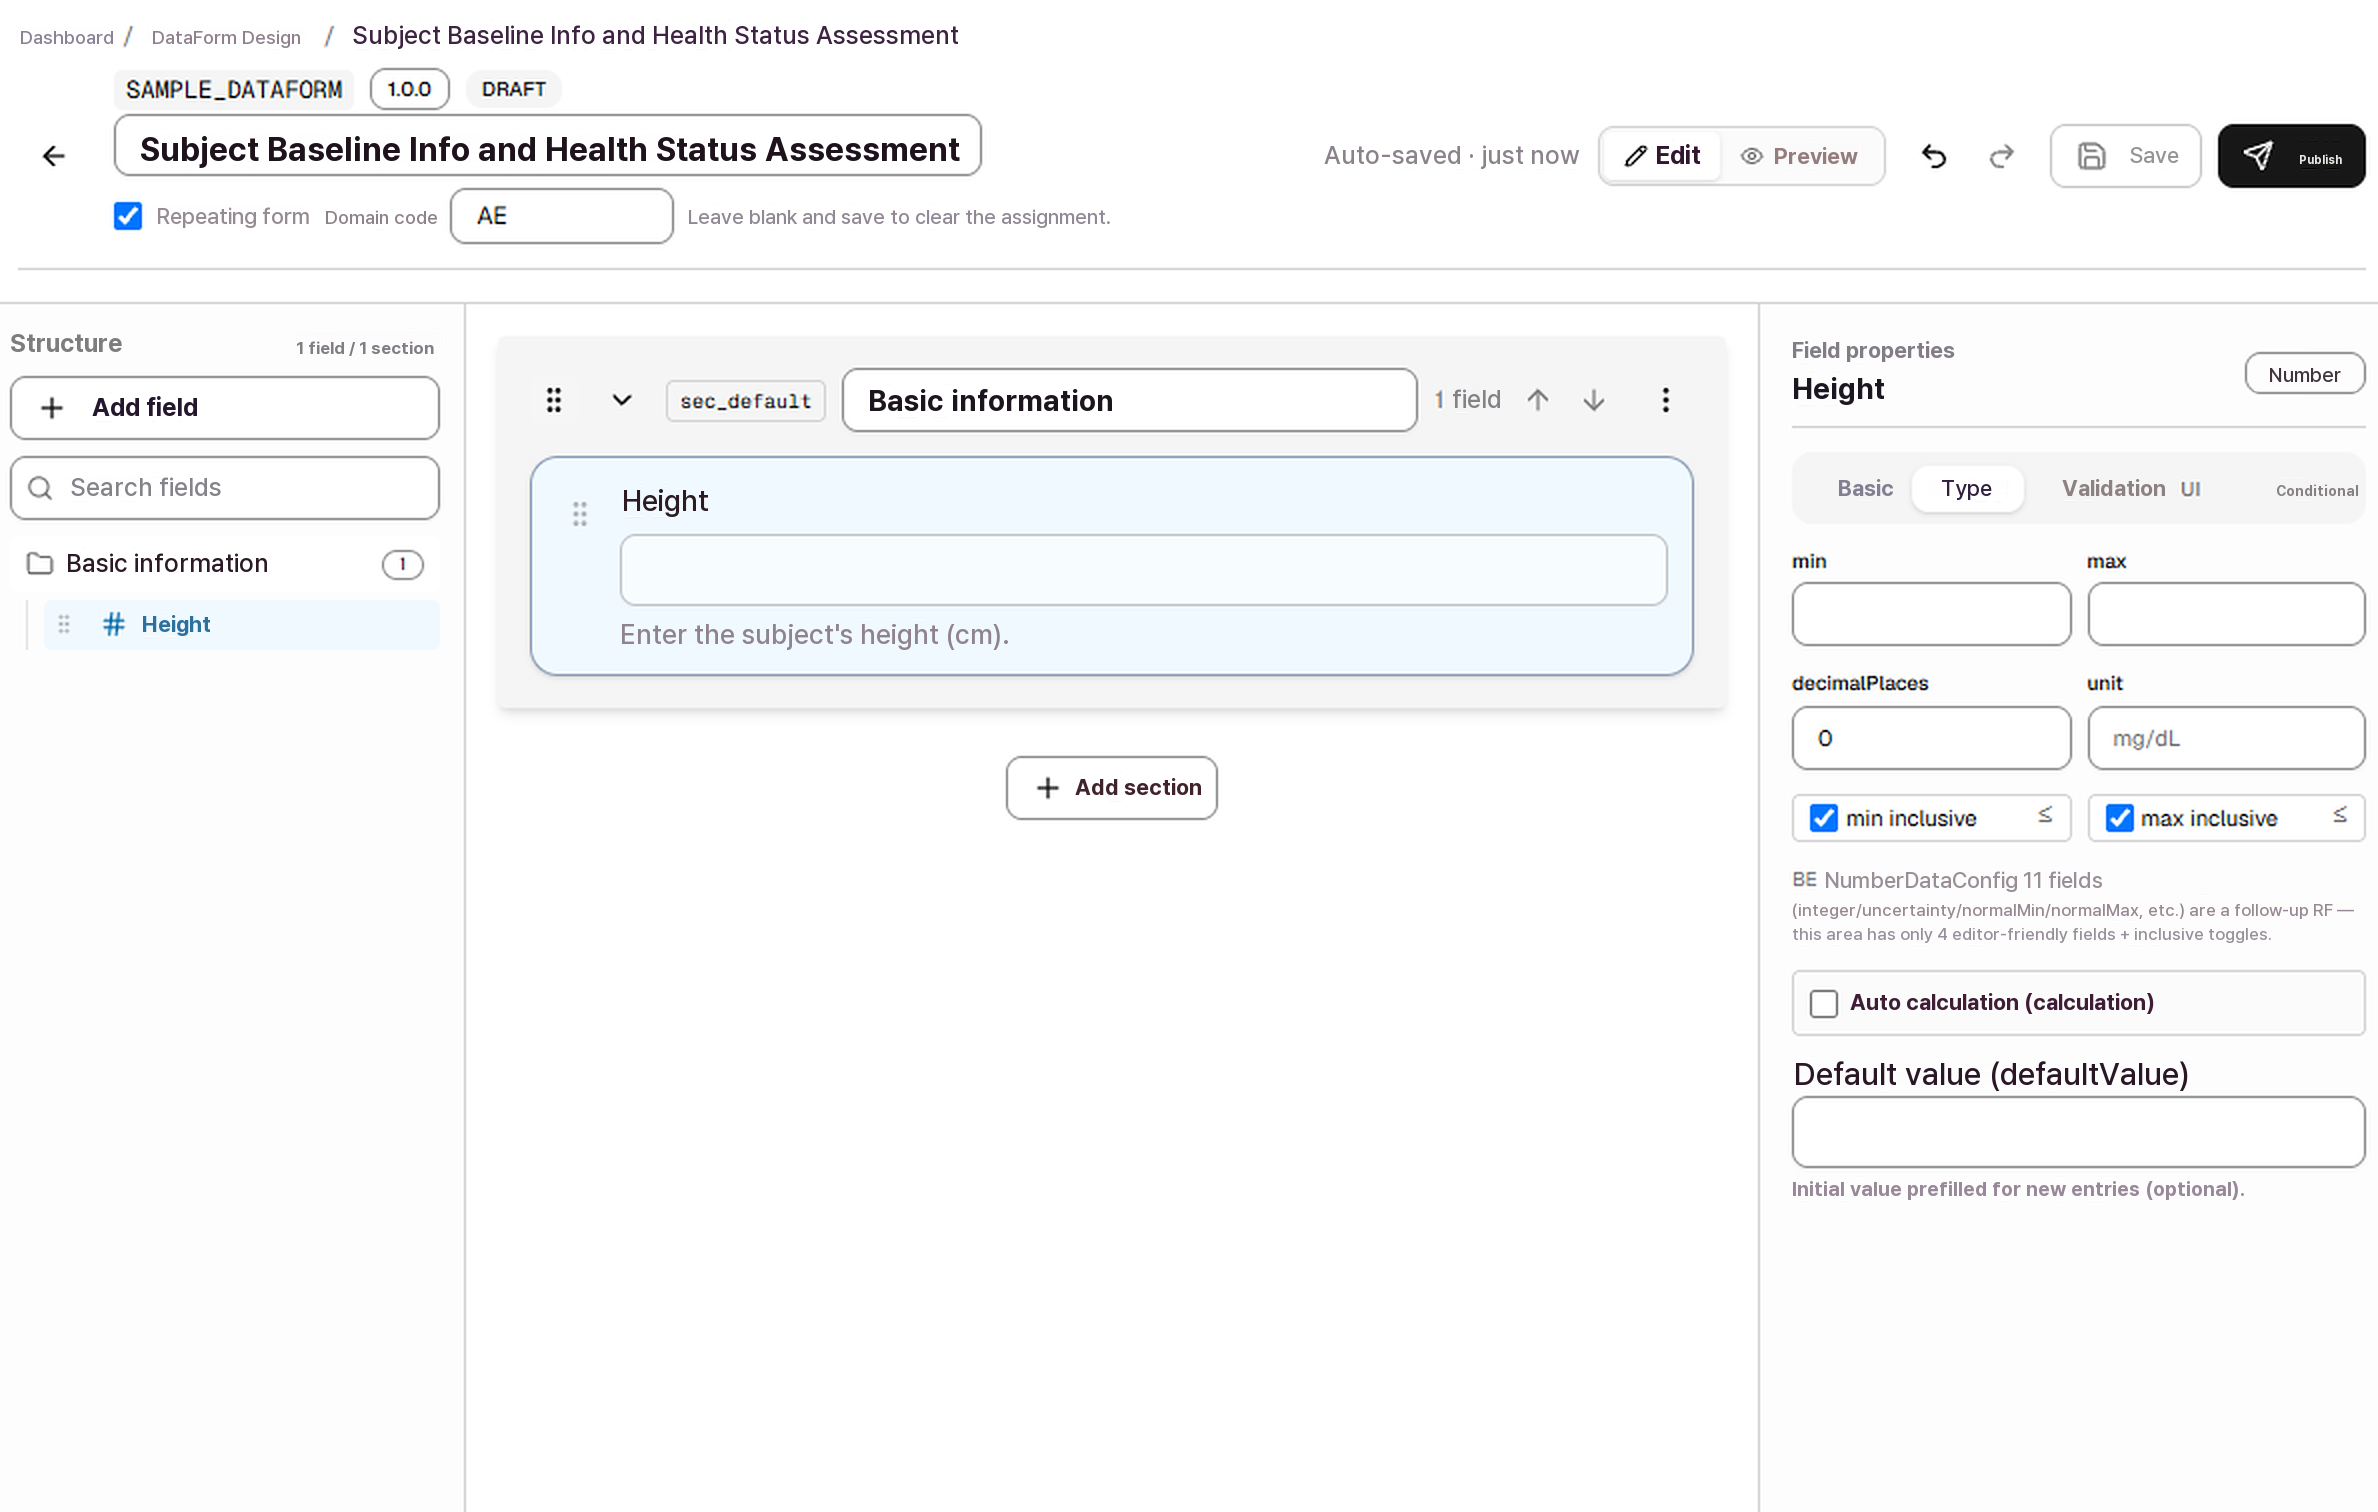 Dashboard / DataForm Design / Subject Baseline Info and Health Status Assessment
SAMPLE_DATAFORM 1.0.0 DRAFT
Subject Baseline Info and Health Status Assessment
Auto-saved · just now Edit Preview Save Publish
Repeating form Domain code AE Leave blank and save to clear the assignment.
Structure 1 field / 1 section
Add field
Search fields
Basic information 1
Height
sec_default Basic information 1 field
Height
Enter the subject's height (cm).
Add section
Field properties
Height Number
Basic Type Validation UI Conditional
min max
decimalPlaces unit
0 mg/dL
min inclusive ≤ max inclusive ≤
BE NumberDataConfig 11 fields
(integer/uncertainty/normalMin/normalMax, etc.) are a follow-up RF —
this area has only 4 editor-friendly fields + inclusive toggles.
Auto calculation (calculation)
Default value (defaultValue)
Initial value prefilled for new entries (optional).